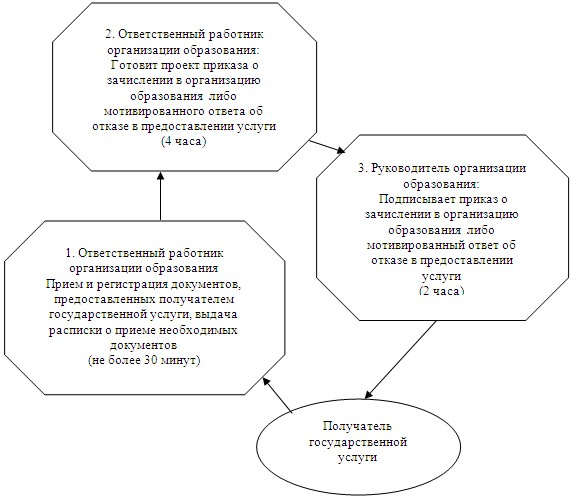 2. Ответственный работник
организации образования:
Готовит проект приказа о
зачислении в организацию
образования либо
мотивированного ответа об
отказе в предоставлении услуги
(4 часа)
3. Руководитель организации
образования:
Подписывает приказ о
зачислении в организацию
образования либо
мотивированный ответ об
отказе в предоставлении
услуги
(2 часа)
1. Ответственный работник
организации образования
Прием и регистрация документов,
предоставленных получателем
государственной услуги, выдача
расписки о приеме необходимых
документов
(не более 30 минут)
Получатель
государственной
услуги